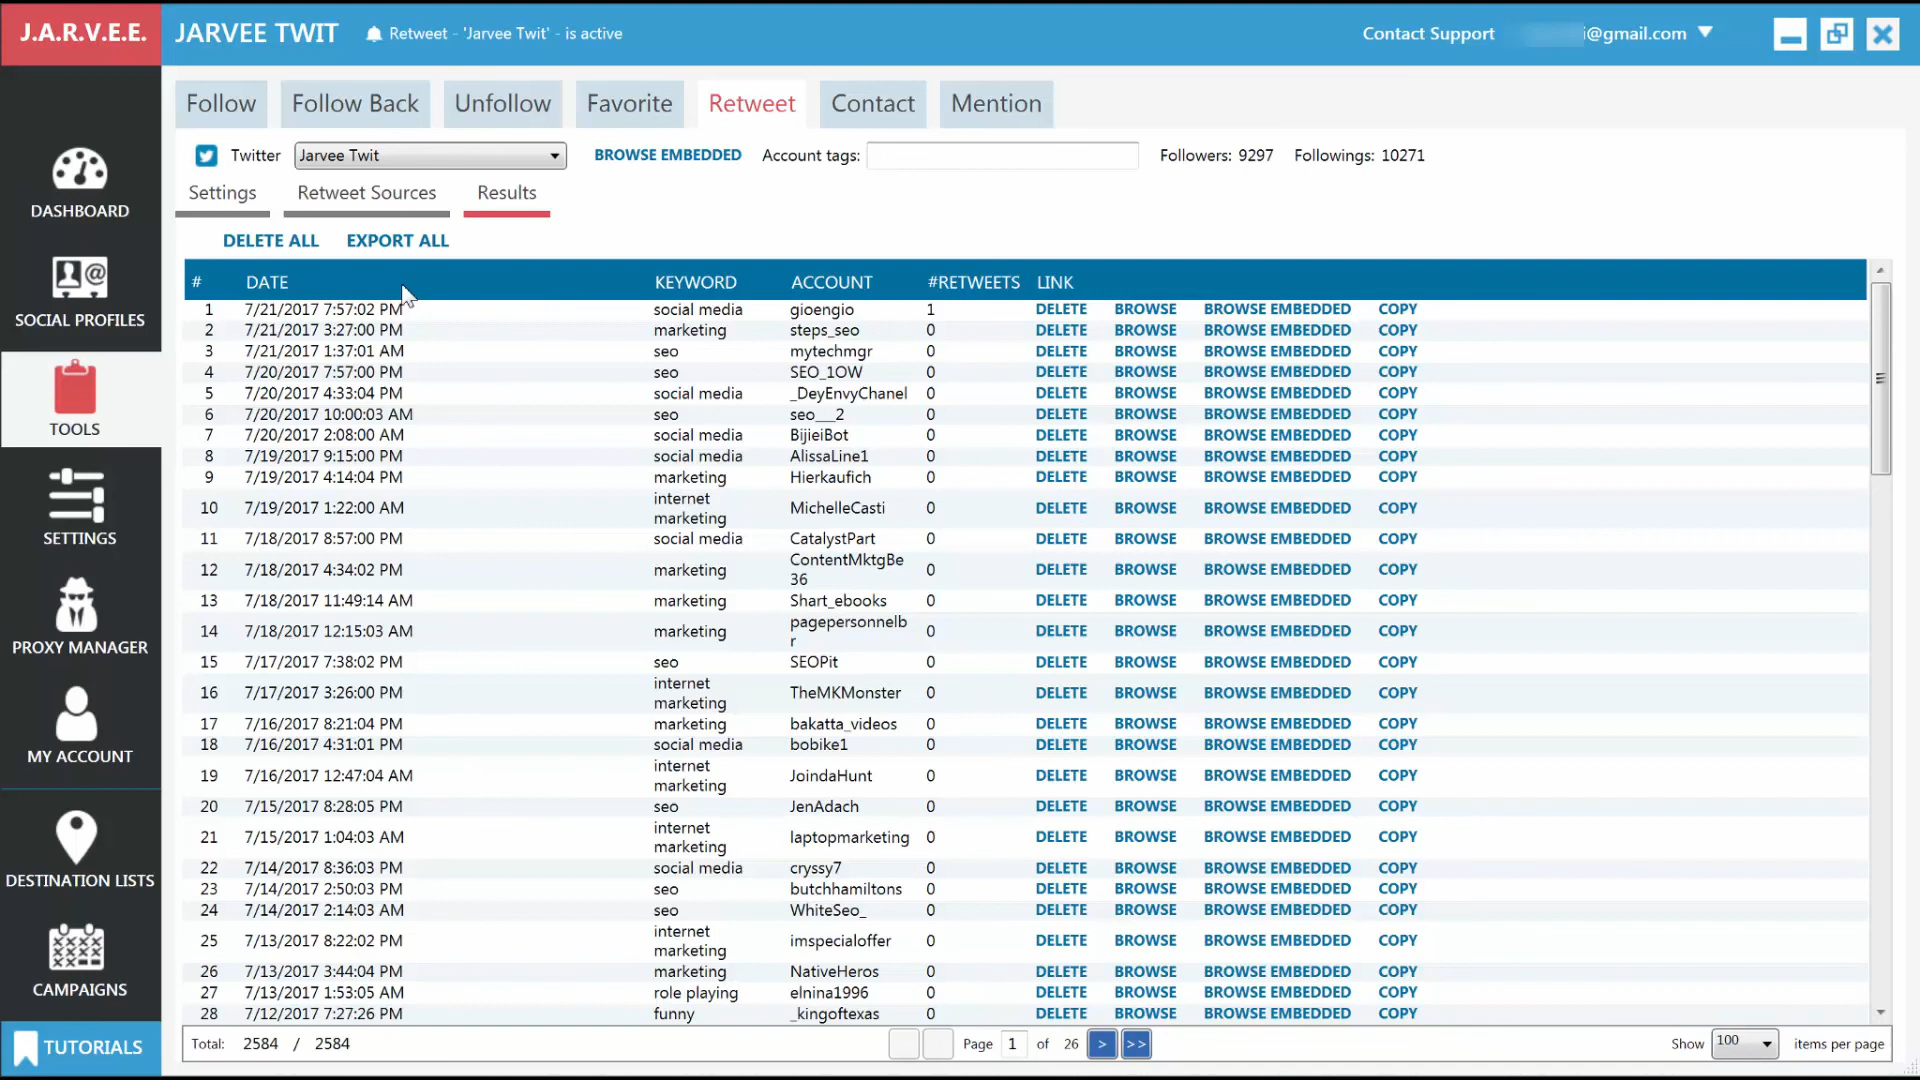 J.A.R.V.E.E.
JARVEE TWIT Retweet - 'Jarvee Twit' - is active Contact Support i@gmail.com
Follow Follow Back Unfollow Favorite Retweet Contact Mention
Twitter Jarvee Twit BROWSE EMBEDDED Account tags: Followers: 9297 Followings: 10271
Settings Retweet Sources Results
DELETE ALL EXPORT ALL
# DATE KEYWORD ACCOUNT #RETWEETS LINK
1 7/21/2017 7:57:02 PM social media gioengio 1 DELETE BROWSE BROWSE EMBEDDED COPY
2 7/21/2017 3:27:00 PM marketing steps_seo 0 DELETE BROWSE BROWSE EMBEDDED COPY
3 7/21/2017 1:37:01 AM seo mytechmgr 0 DELETE BROWSE BROWSE EMBEDDED COPY
4 7/20/2017 7:57:00 PM seo SEO_1OW 0 DELETE BROWSE BROWSE EMBEDDED COPY
5 7/20/2017 4:33:04 PM social media _DeyEnvyChanel 0 DELETE BROWSE BROWSE EMBEDDED COPY
6 7/20/2017 10:00:03 AM seo seo___2 0 DELETE BROWSE BROWSE EMBEDDED COPY
7 7/20/2017 2:08:00 AM social media BijieiBot 0 DELETE BROWSE BROWSE EMBEDDED COPY
8 7/19/2017 9:15:00 PM social media AlissaLine1 0 DELETE BROWSE BROWSE EMBEDDED COPY
9 7/19/2017 4:14:04 PM marketing Hierkaufich 0 DELETE BROWSE BROWSE EMBEDDED COPY
10 7/19/2017 1:22:00 AM internet marketing MichelleCasti 0 DELETE BROWSE BROWSE EMBEDDED COPY
11 7/18/2017 8:57:00 PM social media CatalystPart 0 DELETE BROWSE BROWSE EMBEDDED COPY
12 7/18/2017 4:34:02 PM marketing ContentMktgBe36 0 DELETE BROWSE BROWSE EMBEDDED COPY
13 7/18/2017 11:49:14 AM marketing Shart_ebooks 0 DELETE BROWSE BROWSE EMBEDDED COPY
14 7/18/2017 12:15:03 AM marketing pagepersonnelbr 0 DELETE BROWSE BROWSE EMBEDDED COPY
15 7/17/2017 7:38:02 PM seo SEOPit 0 DELETE BROWSE BROWSE EMBEDDED COPY
16 7/17/2017 3:26:00 PM internet marketing TheMKMonster 0 DELETE BROWSE BROWSE EMBEDDED COPY
17 7/16/2017 8:21:04 PM marketing bakatta_videos 0 DELETE BROWSE BROWSE EMBEDDED COPY
18 7/16/2017 4:31:01 PM social media bobike1 0 DELETE BROWSE BROWSE EMBEDDED COPY
19 7/16/2017 12:47:04 AM internet marketing JoindaHunt 0 DELETE BROWSE BROWSE EMBEDDED COPY
20 7/15/2017 8:28:05 PM seo JenAdach 0 DELETE BROWSE BROWSE EMBEDDED COPY
21 7/15/2017 1:04:03 AM internet marketing laptopmarketing 0 DELETE BROWSE BROWSE EMBEDDED COPY
22 7/14/2017 8:36:03 PM social media cryssy7 0 DELETE BROWSE BROWSE EMBEDDED COPY
23 7/14/2017 2:50:03 PM seo butchhamiltons 0 DELETE BROWSE BROWSE EMBEDDED COPY
24 7/14/2017 2:14:03 AM seo WhiteSeo_ 0 DELETE BROWSE BROWSE EMBEDDED COPY
25 7/13/2017 8:22:02 PM internet marketing imspecialoffer 0 DELETE BROWSE BROWSE EMBEDDED COPY
26 7/13/2017 3:44:04 PM marketing NativeHeros 0 DELETE BROWSE BROWSE EMBEDDED COPY
27 7/13/2017 1:53:05 AM role playing elnina1996 0 DELETE BROWSE BROWSE EMBEDDED COPY
28 7/12/2017 7:27:26 PM funny _kingoftexas 0 DELETE BROWSE BROWSE EMBEDDED COPY
Total: 2584 / 2584 Page 1 of 26 > >> Show 100 items per page
DASHBOARD
SOCIAL PROFILES
TOOLS
SETTINGS
PROXY MANAGER
MY ACCOUNT
DESTINATION LISTS
CAMPAIGNS
TUTORIALS